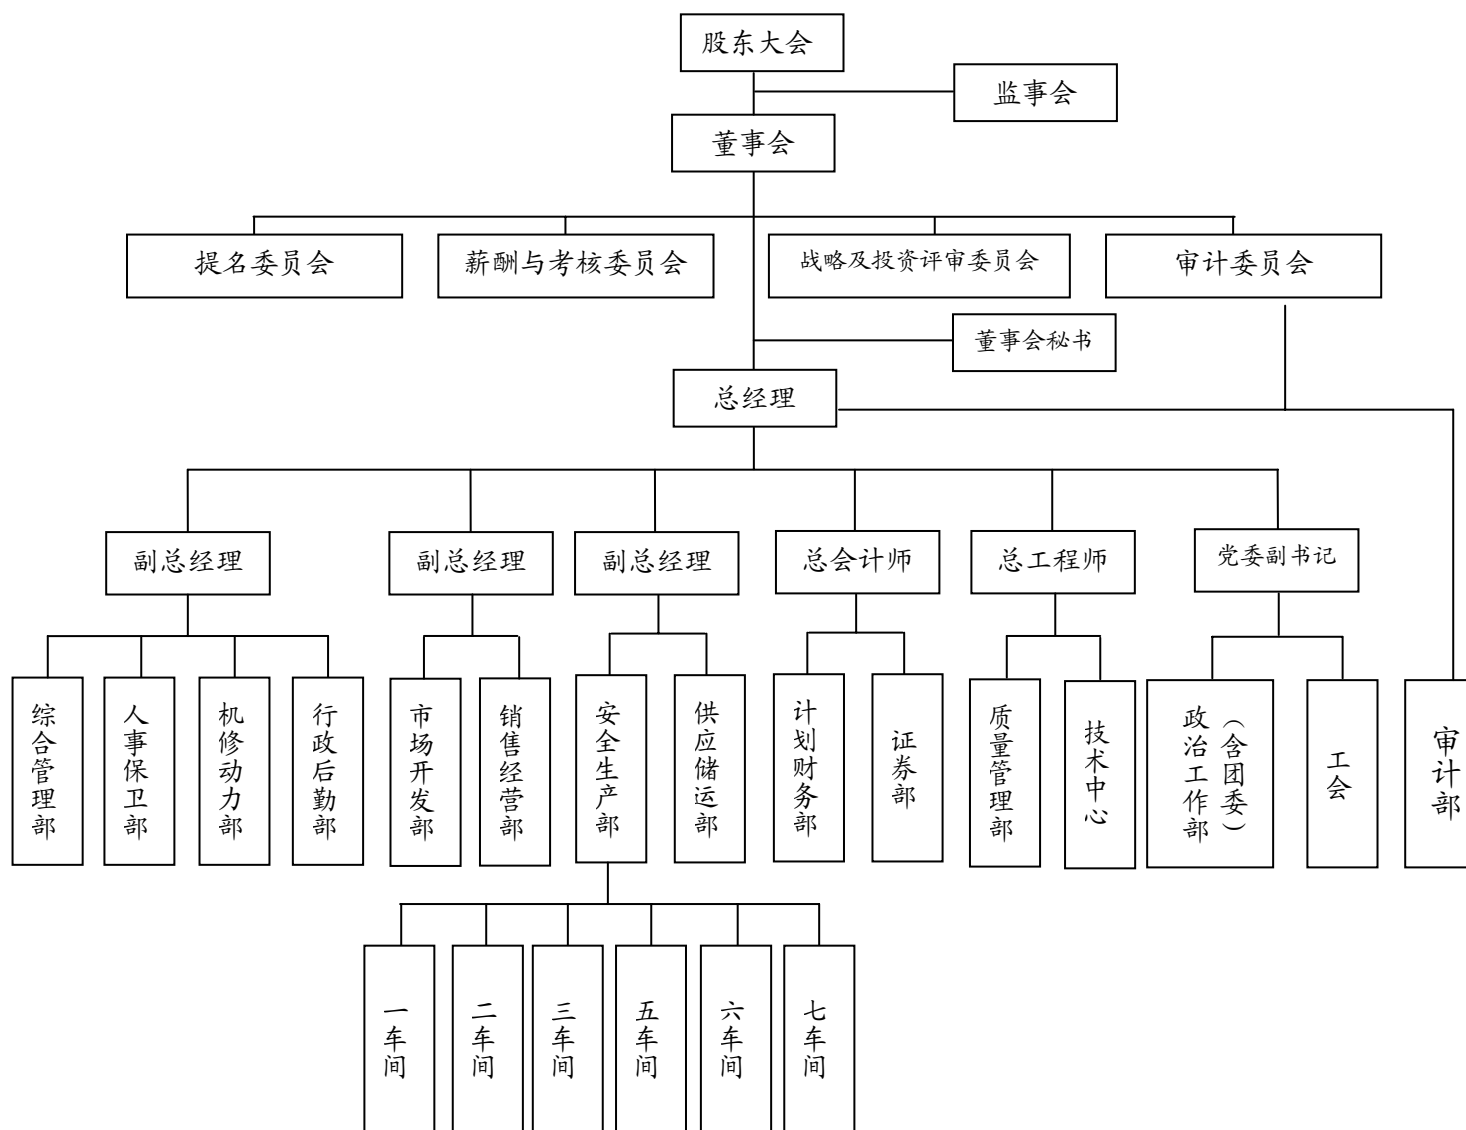 股东大会
监事会
董事会
提名委员会
薪酬与考核委员会
战略及投资评审委员会
审计委员会
董事会秘书
总经理
副总经理
副总经理
副总经理
总会计师
总工程师
党委副书记
综合管理部
人事保卫部
机修动力部
行政后勤部
市场开发部
销售经营部
安全生产部
供应储运部
计划财务部
证券部
质量管理部
技术中心
政治工作部
（含团委）
工会
审计部
一车间
二车间
三车间
五车间
六车间
七车间